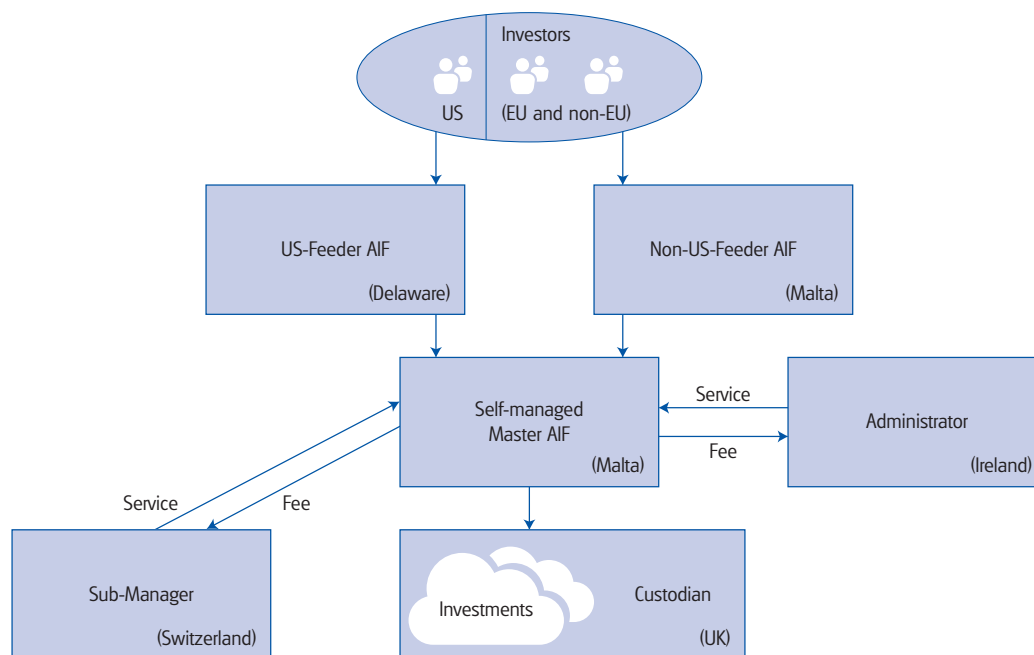 Investors
US
(EU and non-EU)
US-Feeder AIF
(Delaware)
Non-US-Feeder AIF
(Malta)
Self-managed
Master AIF
(Malta)
Service
Fee
Administrator
(Ireland)
Service
Fee
Sub-Manager
(Switzerland)
Investments
Custodian
(UK)